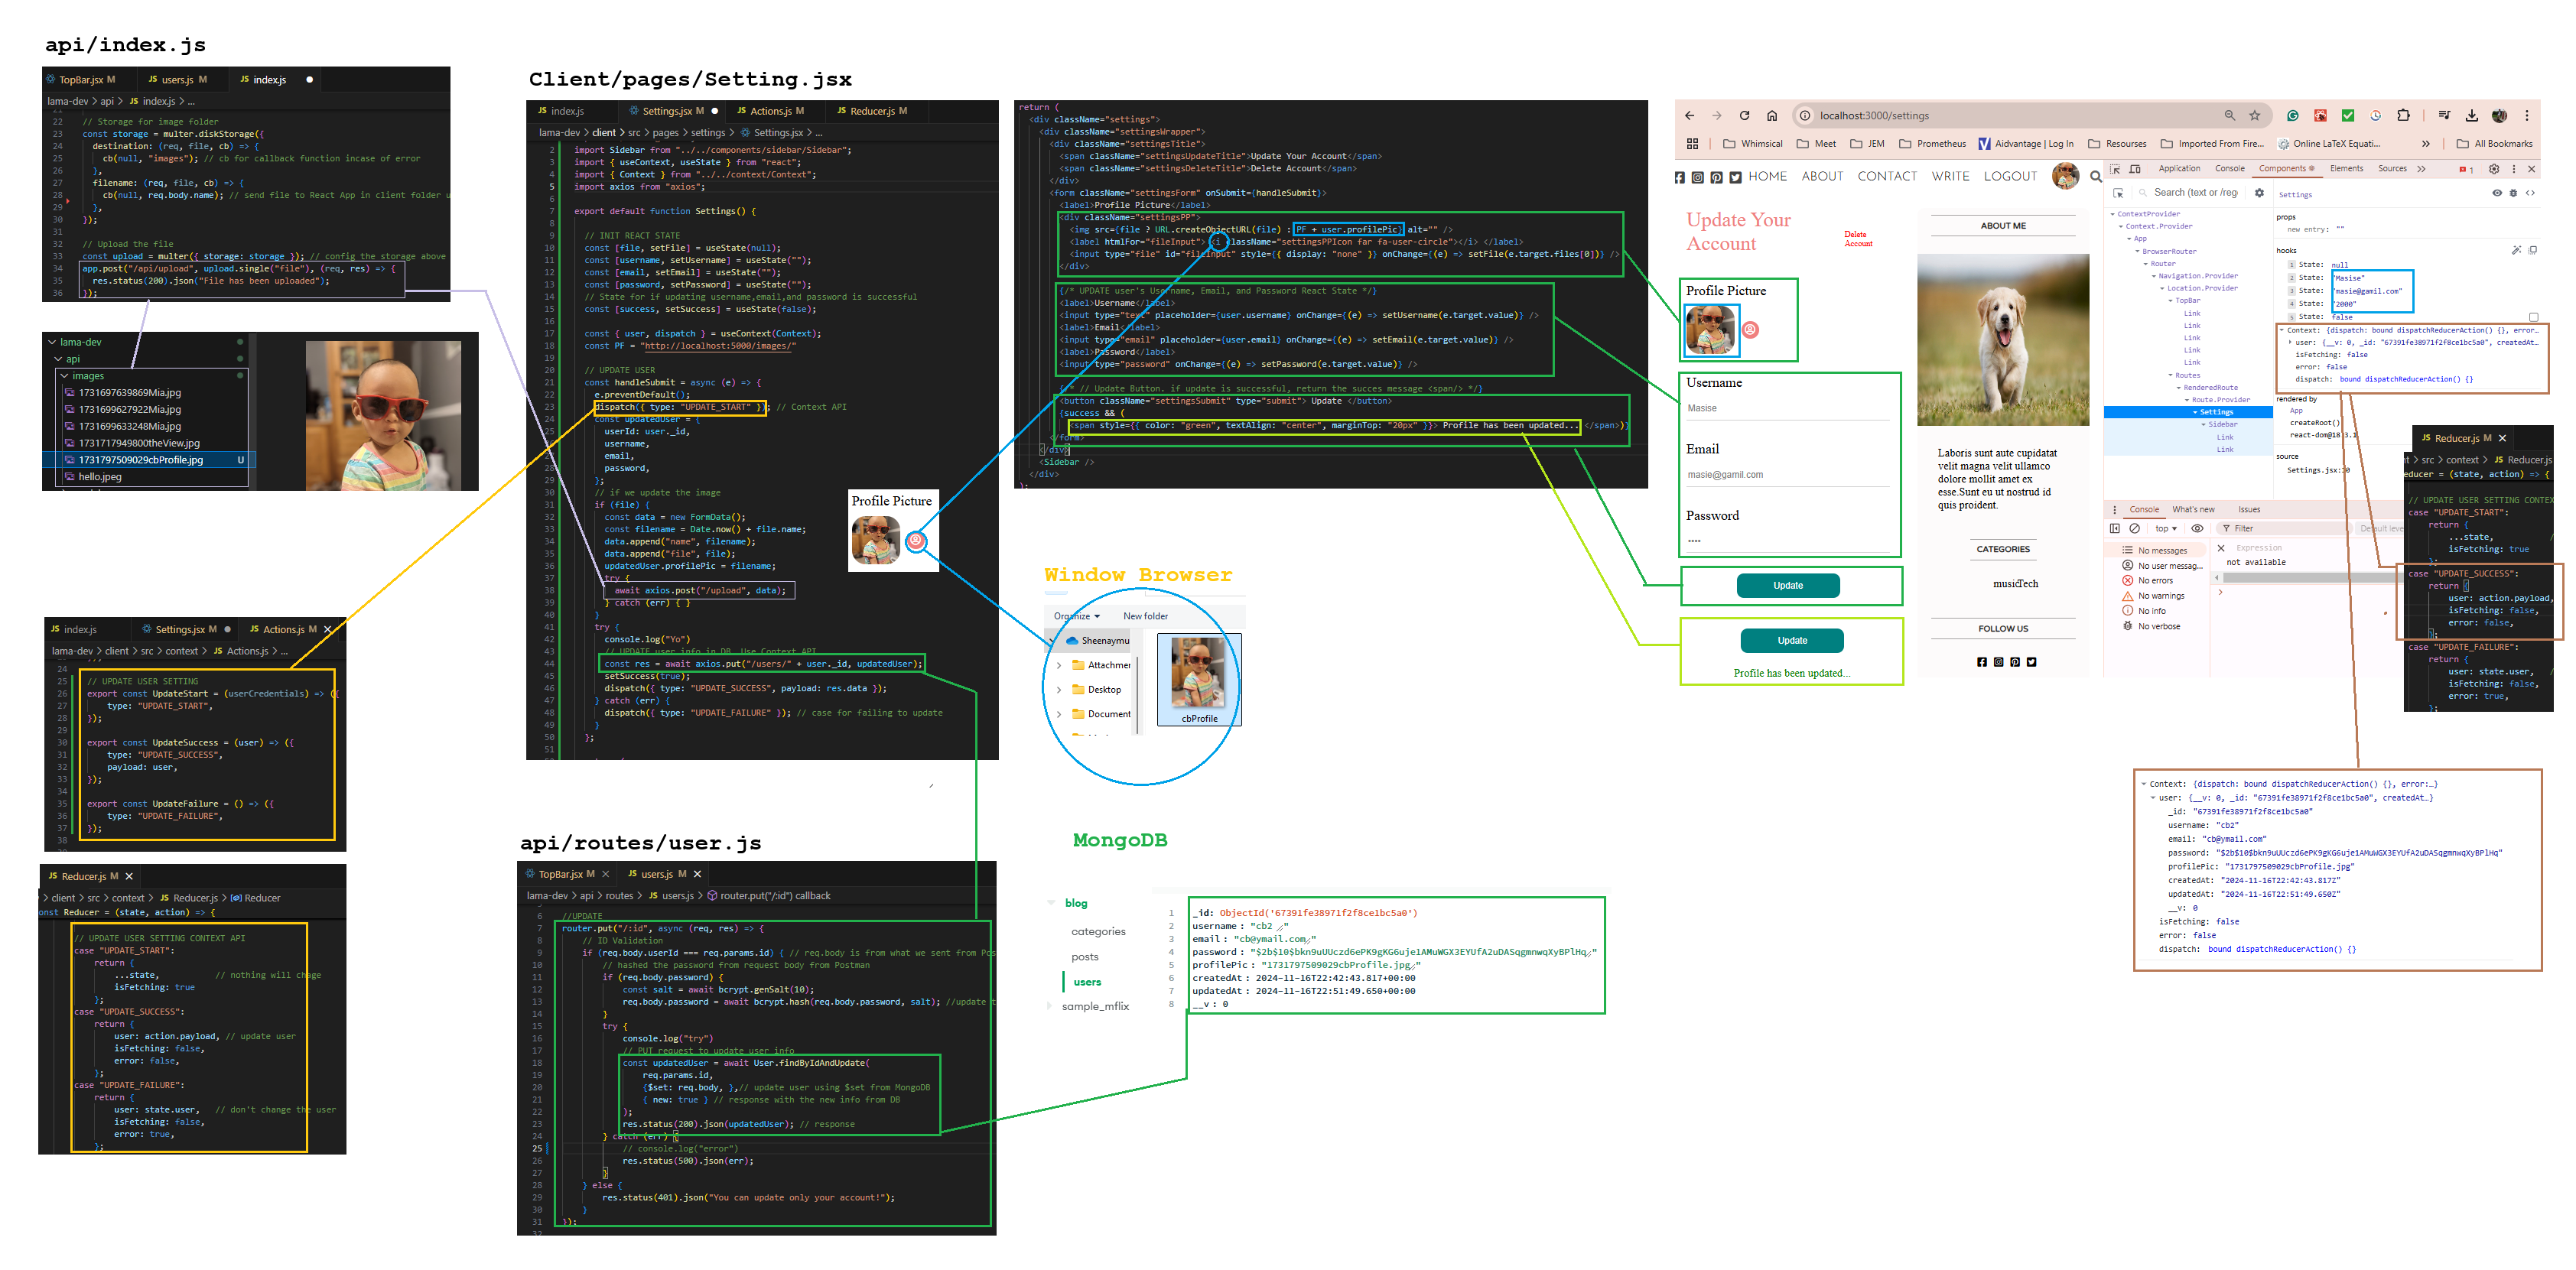 api/index.js
TopBar.jsx M
JS users.js M
JS index.js
lama-dev > api > JS index.js > ...
22 // Storage for image folder
23 const storage = multer.diskStorage({
24 destination: (req, file, cb) => {
25 cb(null, "images"); // cb for callback function incase of error
26 },
27 filename: (req, file, cb) => {
28 cb(null, req.body.name); // send file to React App in client folder u
29 },
30 });
31
32 // Upload the file
33 const upload = multer({ storage: storage }); // config the storage above
34 app.post("/api/upload", upload.single("file"), (req, res) => {
35 res.status(200).json("File has been uploaded");
36 });
lama-dev
api
images
1731697639869Mia.jpg
1731699627922Mia.jpg
1731699633248Mia.jpg
1731717949800theView.jpg
1731797509029cbProfile.jpg U
hello.jpeg
JS index.js
Settings.jsx M
JS Actions.js M
lama-dev > client > src > context > JS Actions.js > ...
24
25 // UPDATE USER SETTING
26 export const UpdateStart = (userCredentials) => ({
27 type: "UPDATE_START",
28 });
29
30 export const UpdateSuccess = (user) => ({
31 type: "UPDATE_SUCCESS",
32 payload: user,
33 });
34
35 export const UpdateFailure = () => ({
36 type: "UPDATE_FAILURE",
37 });
38
JS Reducer.js M
> client > src > context > JS Reducer.js > Reducer
const Reducer = (state, action) => {
// UPDATE USER SETTING CONTEXT API
case "UPDATE_START":
return {
...state, // nothing will chage
isFetching: true
};
case "UPDATE_SUCCESS":
return {
user: action.payload, // update user
isFetching: false,
error: false,
};
case "UPDATE_FAILURE":
return {
user: state.user, // don't change the user
isFetching: false,
error: true,
};
Client/pages/Setting.jsx
JS index.js
Settings.jsx M
JS Actions.js M
JS Reducer.js M
lama-dev > client > src > pages > settings > Settings.jsx > ...
2 import Sidebar from "../../components/sidebar/Sidebar";
3 import { useContext, useState } from "react";
4 import { Context } from "../../context/Context";
5 import axios from "axios";
6
7 export default function Settings() {
8
9 // INIT REACT STATE
10 const [file, setFile] = useState(null);
11 const [username, setUsername] = useState("");
12 const [email, setEmail] = useState("");
13 const [password, setPassword] = useState("");
14 // State for if updating username,email,and password is successful
15 const [success, setSuccess] = useState(false);
16
17 const { user, dispatch } = useContext(Context);
18 const PF = "http://localhost:5000/images/"
19
20 // UPDATE USER
21 const handleSubmit = async (e) => {
22 e.preventDefault();
23 dispatch({ type: "UPDATE_START" }); // Context API
24 const updatedUser = {
25 userId: user._id,
username,
27 email,
28 password,
29 };
30 // if we update the image
31 if (file) {
32 const data = new FormData();
33 const filename = Date.now() + file.name;
34 data.append("name", filename);
35 data.append("file", file);
36 updatedUser.profilePic = filename;
37 try {
38 await axios.post("/upload", data);
39 } catch (err) { }
40 }
41 try {
42 console.log("Yo")
43 // UPDATE user info in DB. Use Context API
44 const res = await axios.put("/users/" + user._id, updatedUser);
45 setSuccess(true);
46 dispatch({ type: "UPDATE_SUCCESS", payload: res.data });
47 } catch (err) {
48 dispatch({ type: "UPDATE_FAILURE" }); // case for failing to update
49 }
50 };
51
Profile Picture
return (
<div className="settings">
<div className="settingsWrapper">
<div className="settingsTitle">
<span className="settingsUpdateTitle">Update Your Account</span>
<span className="settingsDeleteTitle">Delete Account</span>
</div>
<form className="settingsForm" onSubmit={handleSubmit}>
<label>Profile Picture</label>
<div className="settingsPP">
<img src={file ? URL.createObjectURL(file) : PF + user.profilePic} alt="" />
<label htmlFor="fileInput"> <i className="settingsPPIcon far fa-user-circle"></i> </label>
<input type="file" id="fileInput" style={{ display: "none" }} onChange={(e) => setFile(e.target.files[0])} />
</div>
{/* UPDATE user's Username, Email, and Password React State */}
<label>Username</label>
<input type="text" placeholder={user.username} onChange={(e) => setUsername(e.target.value)} />
<label>Email</label>
<input type="email" placeholder={user.email} onChange={(e) => setEmail(e.target.value)} />
<label>Password</label>
<input type="password" onChange={(e) => setPassword(e.target.value)} />
{/* // Update Button. if update is successful, return the succes message <span/> */}
<button className="settingsSubmit" type="submit"> Update </button>
{success && (
<span style={{ color: "green", textAlign: "center", marginTop: "20px" }}> Profile has been updated... </span>)}
</form>
</div>
<Sidebar />
</div>
);
Window Browser
Organize
New folder
Sheenaymu
Attachmer
Desktop
Document
cbProfile
api/routes/user.js
TopBar.jsx M
JS users.js M
lama-dev > api > routes > JS users.js > router.put("/:id") callback
6 //UPDATE
7 router.put("/:id", async (req, res) => {
8 // ID Validation
9 if (req.body.userId === req.params.id) { // req.body is from what we sent from Pos
10 // hashed the password from request body from Postman
11 if (req.body.password) {
12 const salt = await bcrypt.genSalt(10);
13 req.body.password = await bcrypt.hash(req.body.password, salt); //update t
14 }
15 try {
16 console.log("try")
17 // PUT request to update user info
18 const updatedUser = await User.findByIdAndUpdate(
19 req.params.id,
20 {$set: req.body, },// update user using $set from MongoDB
21 { new: true } // response with the new info from DB
22 );
23 res.status(200).json(updatedUser); // response
24 } catch (err) {
25 // console.log("error")
26 res.status(500).json(err);
27 }
28 } else {
29 res.status(401).json("You can update only your account!");
30 }
31 });
32
MongoDB
blog
categories
posts
users
sample_mflix
1 _id: ObjectId('67391fe38971f2f8ce1bc5a0')
2 username : "cb2 "
3 email : "cb@ymail.com"
4 password : "$2b$10$bkn9uUUczd6ePK9gKG6uje1AMuWGX3EYUfA2uDASqgmnwqXyBPlHq"
5 profilePic : "1731797509029cbProfile.jpg"
6 createdAt : 2024-11-16T22:42:43.817+00:00
7 updatedAt : 2024-11-16T22:51:49.650+00:00
8 __v : 0
localhost:3000/settings
Whimsical
Meet
JEM
Prometheus
Aidvantage | Log In
Resourses
Imported From Fire...
Online LaTeX Equati...
All Bookmarks
HOME ABOUT CONTACT WRITE LOGOUT
Update Your
Account
Delete
Account
Profile Picture
Username
Masise
Email
masie@gamil.com
Password
Update
Update
Profile has been updated...
ABOUT ME
Laboris sunt aute cupidatat
velit magna velit ullamco
dolore mollit amet ex
esse.Sunt eu ut nostrud id
quis proident.
CATEGORIES
musicTech
FOLLOW US
Application Console Components Elements Sources
1
Search (text or /reg
ContextProvider
Context.Provider
App
BrowserRouter
Router
Navigation.Provider
Location.Provider
TopBar
Link
Link
Link
Link
Link
Routes
RenderedRoute
Route.Provider
Settings
Sidebar
Link
Link
Settings
props
new entry: ""
hooks
1 State: null
2 State: "Masise"
3 State: "masie@gamil.com"
4 State: "2000"
5 State: false
Context: {dispatch: bound dispatchReducerAction() {}, error…
user: {__v: 0, _id: "67391fe38971f2f8ce1bc5a0", createdAt…
isFetching: false
error: false
dispatch: bound dispatchReducerAction() {}
rendered by
App
createRoot()
react-dom@18.3.1
source
Settings.jsx:10
Console What's new Issues
top
Filter
Default leve
No messages
No user messag...
No errors
No warnings
No info
No verbose
Expression
not available
JS Reducer.js M
t > src > context > JS Reducer.js
educer = (state, action) => {
// UPDATE USER SETTING CONTEX
case "UPDATE_START":
return {
...state,
isFetching: true
case "UPDATE_SUCCESS":
return {
user: action.payload,
isFetching: false,
error: false,
};
case "UPDATE_FAILURE":
return {
user: state.user,
isFetching: false,
error: true,
};
Context: {dispatch: bound dispatchReducerAction() {}, error:…}
user: {__v: 0, _id: "67391fe38971f2f8ce1bc5a0", createdAt…}
_id: "67391fe38971f2f8ce1bc5a0"
username: "cb2"
email: "cb@ymail.com"
password: "$2b$10$bkn9uUUczd6ePK9gKG6uje1AMuWGX3EYUfA2uDASqgmnwqXyBPlHq"
profilePic: "1731797509029cbProfile.jpg"
createdAt: "2024-11-16T22:42:43.817Z"
updatedAt: "2024-11-16T22:51:49.650Z"
__v: 0
isFetching: false
error: false
dispatch: bound dispatchReducerAction() {}